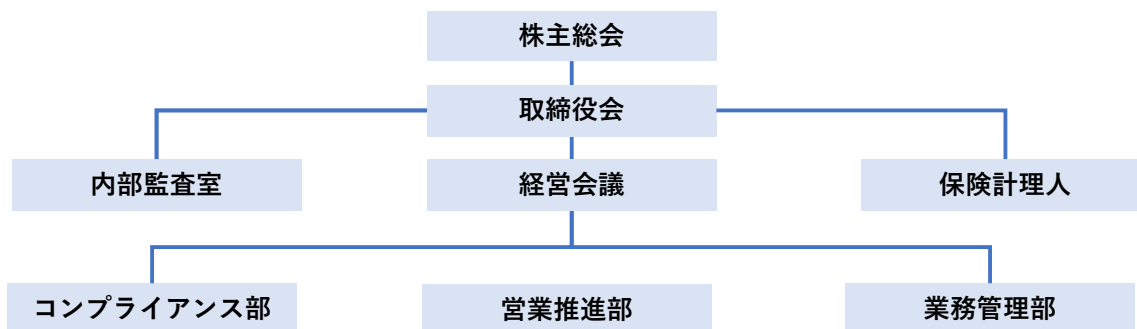 株主総会
取締役会
内部監査室
経営会議
保険計理人
コンプライアンス部
営業推進部
業務管理部